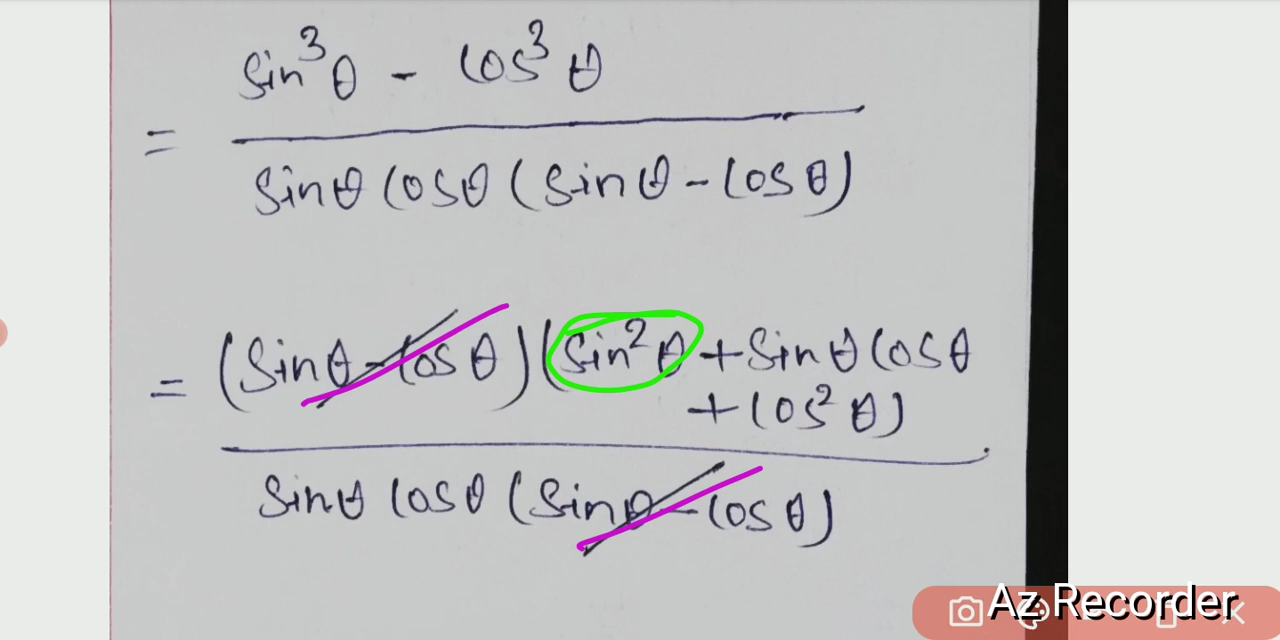 sin³θ - cos³θ
=
sinθ cosθ (sinθ - cosθ)
(sinθ - cosθ)(sin²θ + sinθ cosθ
=
+ cos²θ)
sinθ cosθ (sinθ - cosθ)
Az Recorder